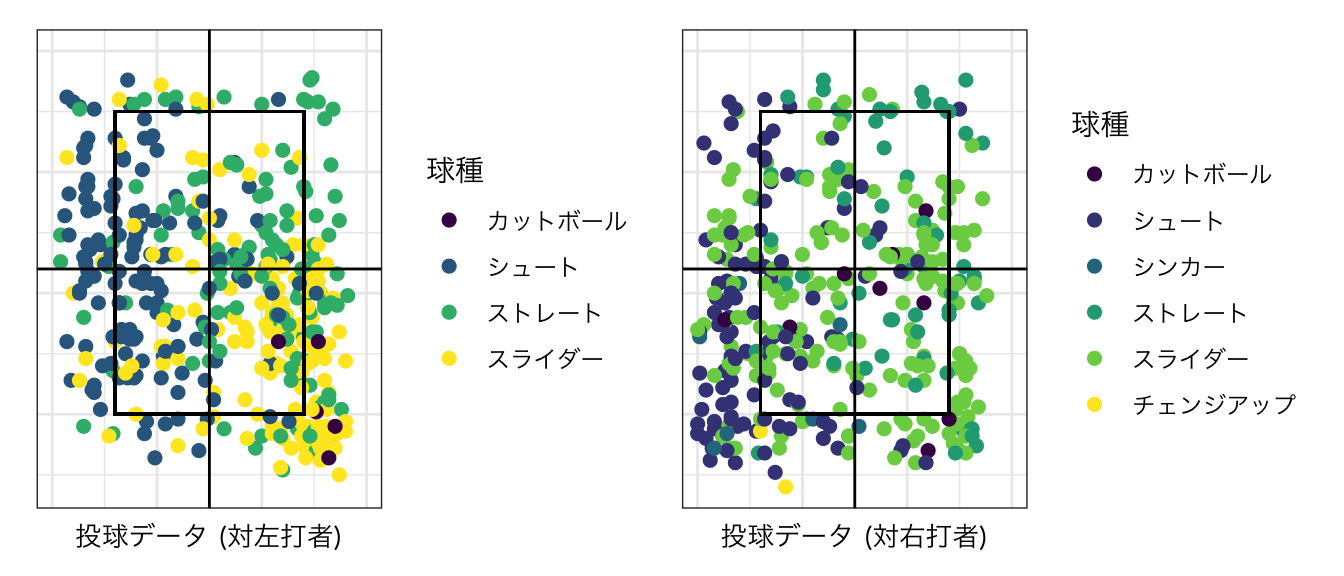 球種
カットボール
シュート
ストレート
スライダー
投球データ (対左打者)
球種
カットボール
シュート
シンカー
ストレート
スライダー
チェンジアップ
投球データ (対右打者)